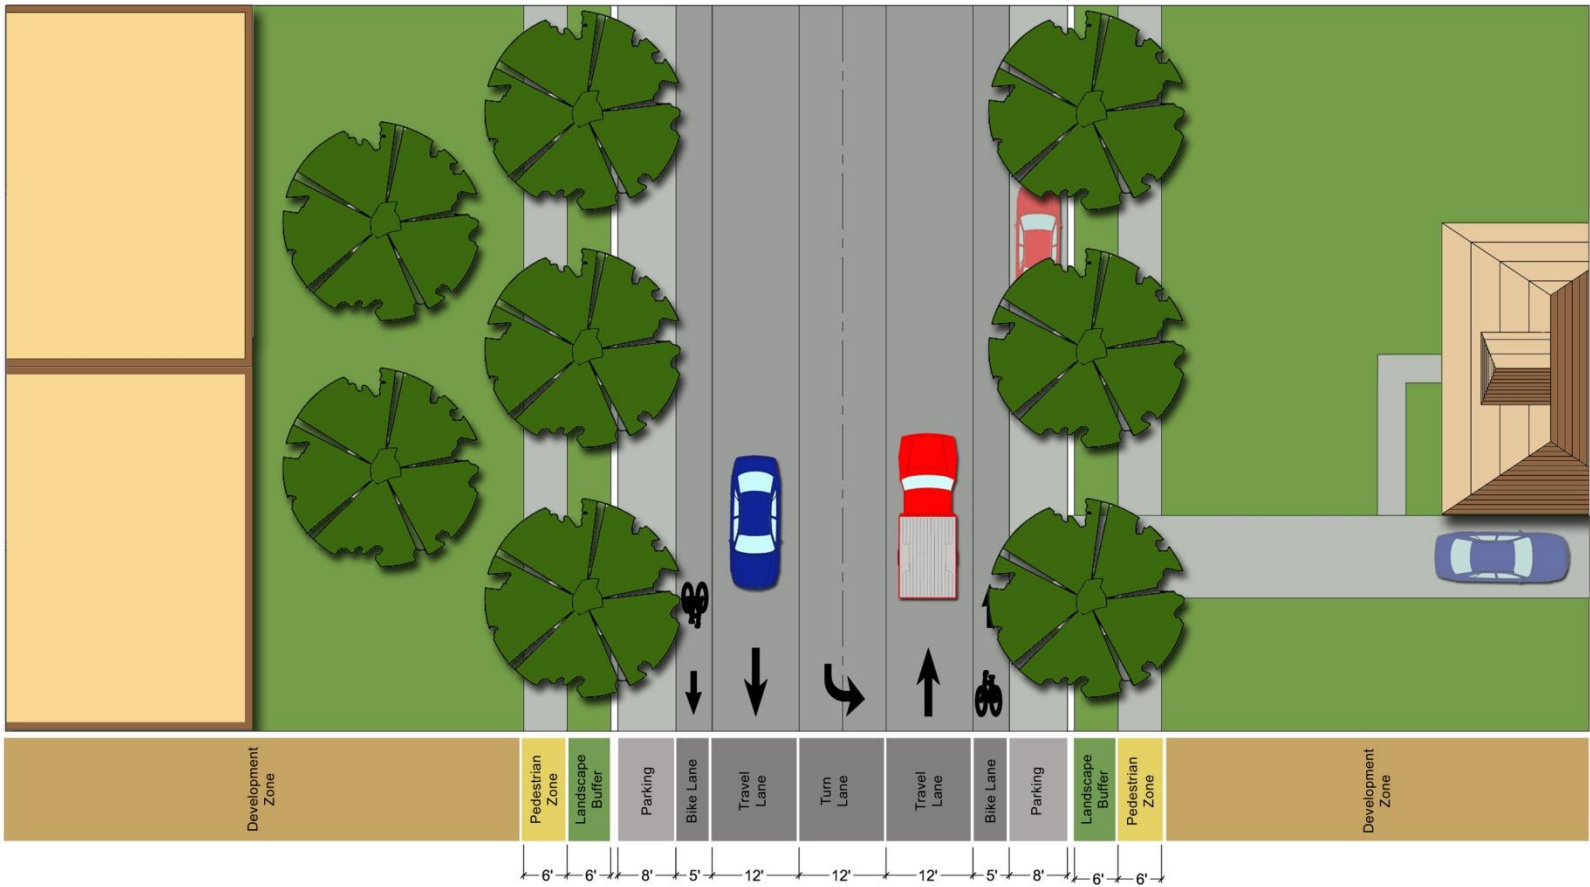 Development
Zone
Pedestrian
Zone
Landscape
Buffer
Parking
Bike Lane
Travel
Lane
Turn
Lane
Travel
Lane
Bike Lane
Parking
Landscape
Buffer
Pedestrian
Zone
Development
Zone
6'
6'
8'
5'
12'
12'
12'
5'
8'
6'
6'